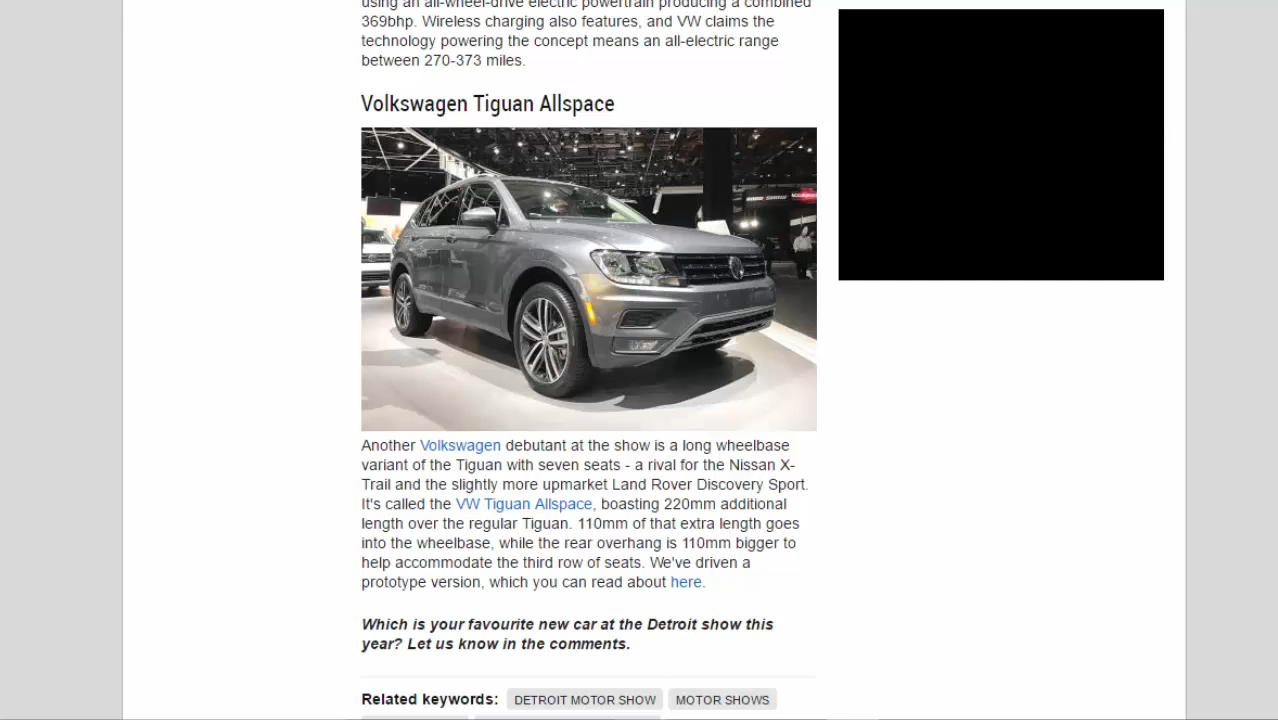 using an all-wheel-drive electric powertrain producing a combined
369bhp. Wireless charging also features, and VW claims the
technology powering the concept means an all-electric range
between 270-373 miles.
Volkswagen Tiguan Allspace
Another Volkswagen debutant at the show is a long wheelbase
variant of the Tiguan with seven seats - a rival for the Nissan X-
Trail and the slightly more upmarket Land Rover Discovery Sport.
It's called the VW Tiguan Allspace, boasting 220mm additional
length over the regular Tiguan. 110mm of that extra length goes
into the wheelbase, while the rear overhang is 110mm bigger to
help accommodate the third row of seats. We've driven a
prototype version, which you can read about here.
Which is your favourite new car at the Detroit show this
year? Let us know in the comments.
Related keywords: DETROIT MOTOR SHOW MOTOR SHOWS